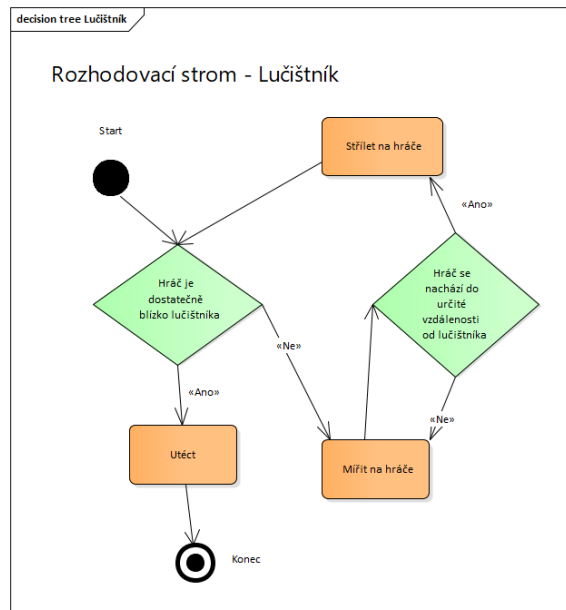 decision tree Lučištník
Rozhodovací strom - Lučištník
Start
Střílet na hráče
«Ano»
Hráč je
dostatečně
blízko lučištníka
Hráč se
nachází do
určité
vzdálenosti
od lučištníka
«Ne»
«Ano»
«Ne»
Utéct
Mířit na hráče
Konec